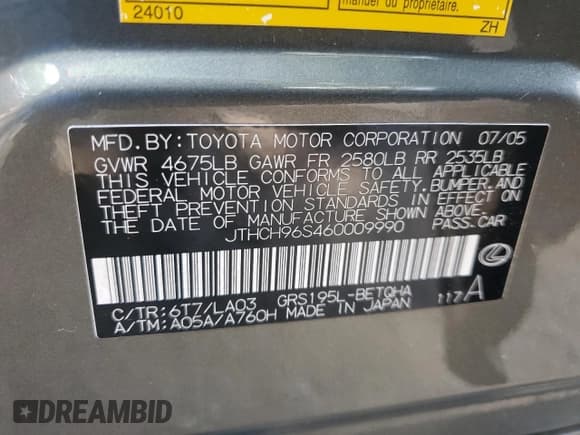 manuel du propriétaire.
24010
ZH
MFD. BY: TOYOTA MOTOR CORPORATION 07/05
GVWR 4675LB GAWR FR 2580LB RR 2535LB
THIS VEHICLE CONFORMS TO ALL APPLICABLE
FEDERAL MOTOR VEHICLE SAFETY, BUMPER, AND
THEFT PREVENTION STANDARDS IN EFFECT ON
THE DATE OF MANUFACTURE SHOWN ABOVE.
JTHCH96S460009990 PASS.CAR
C/TR: 6T7/LA03 GRS195L-BETQHA
A/TM: A05A/A760H MADE IN JAPAN
117A
DREAMBID